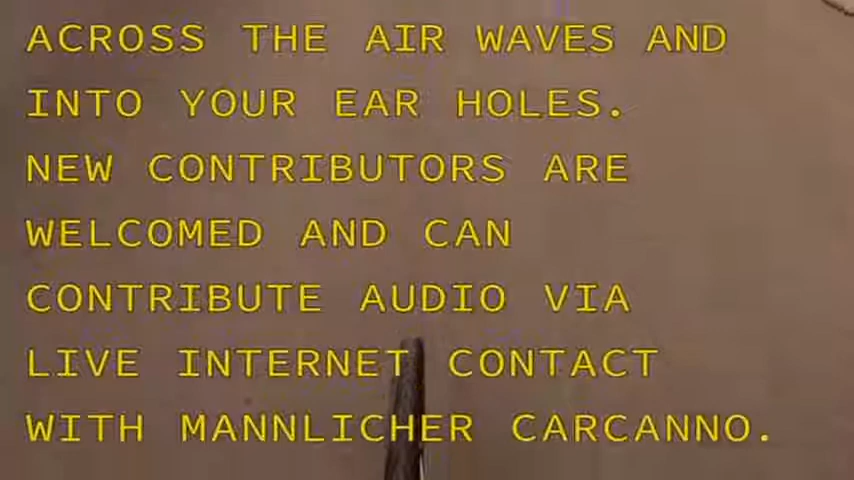 ACROSS THE AIR WAVES AND
INTO YOUR EAR HOLES.
NEW CONTRIBUTORS ARE
WELCOMED AND CAN
CONTRIBUTE AUDIO VIA
LIVE INTERNET CONTACT
WITH MANNLICHER CARCANNO.